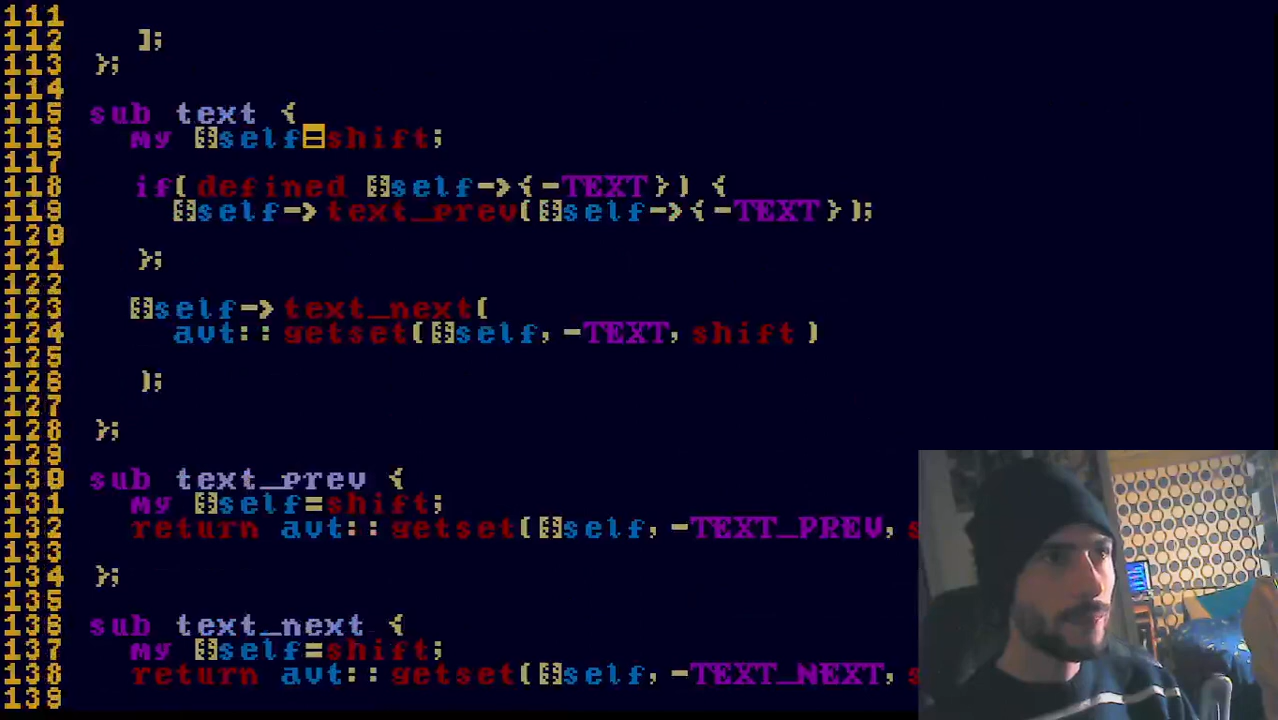 111
112 ];
113 };
114
115 sub text {
116 my $self=shift;
117
118 if( defined $self->{-TEXT} ) {
119 $self-> text_prev( $self->{-TEXT} );
120
121 };
122
123 $self-> text_next(
124 avt:: getset( $self, -TEXT, shift )
125
126 );
127
128 };
129
130 sub text_prev {
131 my $self=shift;
132 return avt:: getset( $self, -TEXT_PREV,
133
134 };
135
136 sub text_next {
137 my $self=shift;
138 return avt:: getset( $self, -TEXT_NEXT,
139